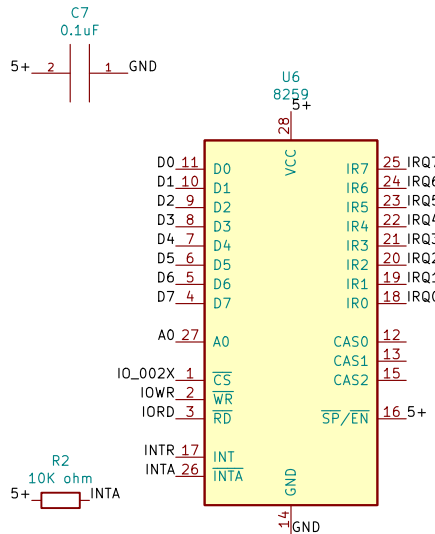 C7
0.1uF
5+ 2 1 GND
U6
8259
5+
28
VCC
D0 11 D0 IR7 25 IRQ7
D1 10 D1 IR6 24 IRQ6
D2 9 D2 IR5 23 IRQ5
D3 8 D3 IR4 22 IRQ4
D4 7 D4 IR3 21 IRQ3
D5 6 D5 IR2 20 IRQ2
D6 5 D6 IR1 19 IRQ1
D7 4 D7 IR0 18 IRQ0
A0 27 A0 CAS0 12
CAS1 13
IO_002X 1 CS CAS2 15
IOWR 2 WR
IORD 3 RD SP/EN 16 5+
INTR 17 INT
INTA 26 INTA
R2
10K ohm
5+ INTA
GND
14
GND